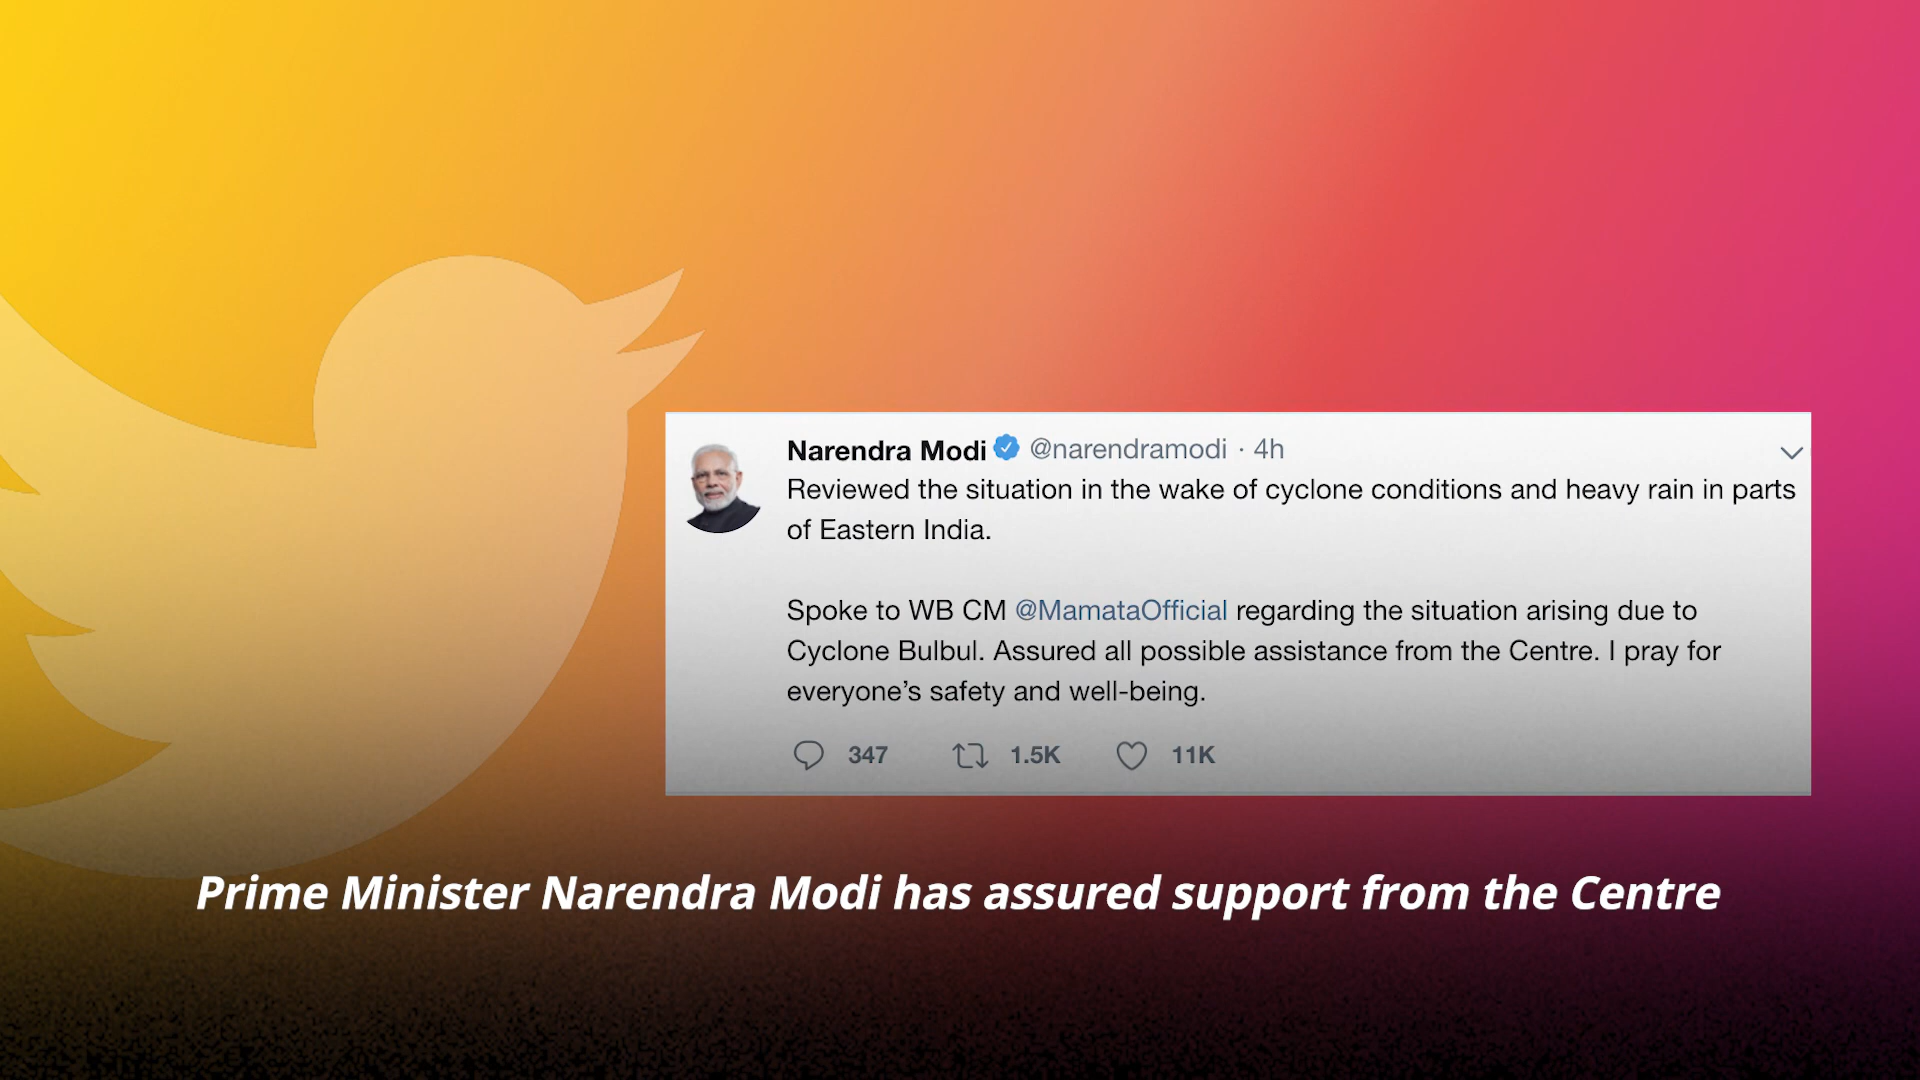 Narendra Modi @narendramodi · 4h
Reviewed the situation in the wake of cyclone conditions and heavy rain in parts
of Eastern India.
Spoke to WB CM @MamataOfficial regarding the situation arising due to
Cyclone Bulbul. Assured all possible assistance from the Centre. I pray for
everyone’s safety and well-being.
347 1.5K 11K
Prime Minister Narendra Modi has assured support from the Centre